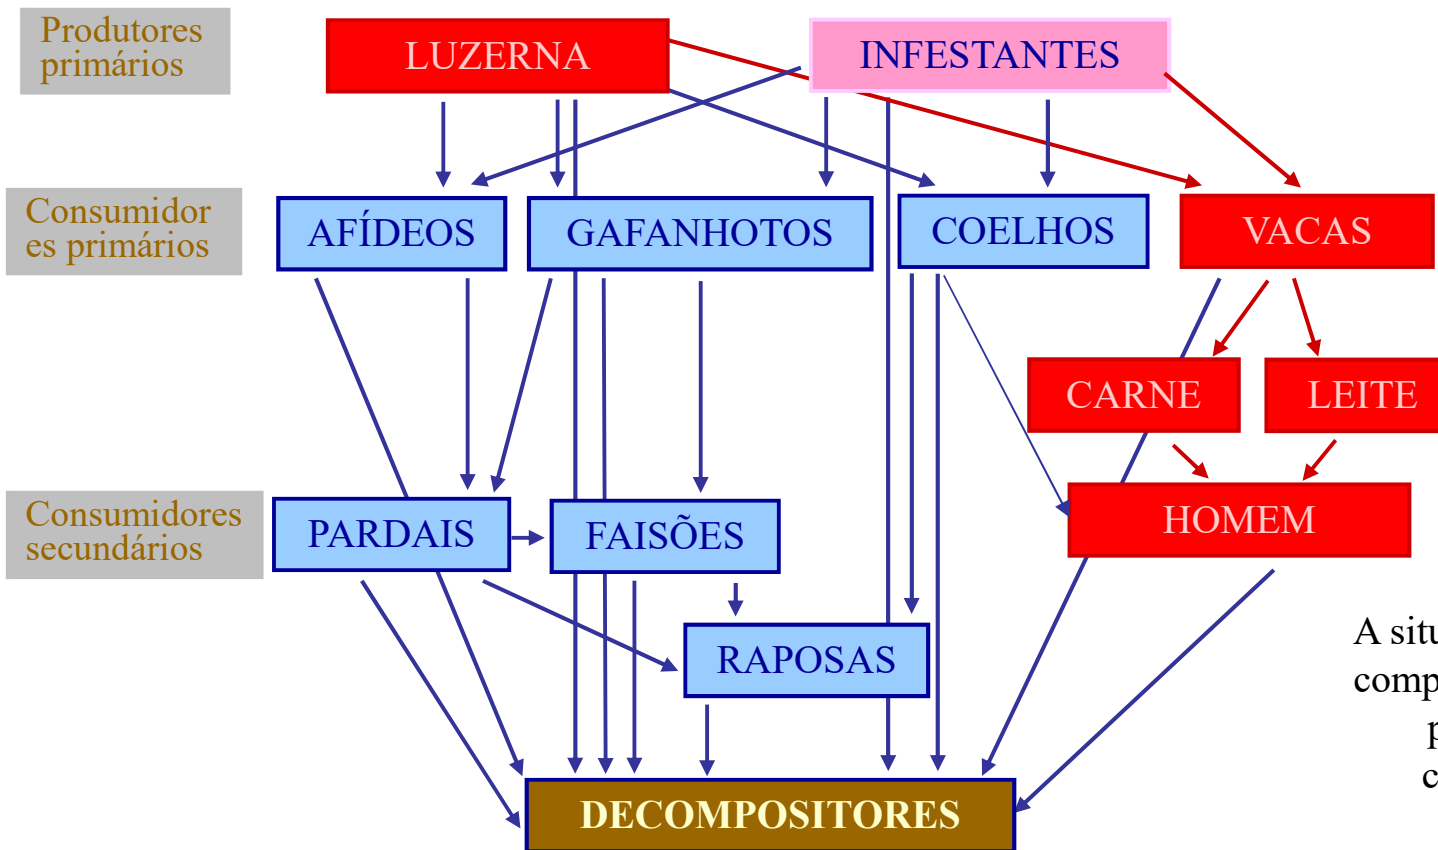 Produtores
primários
LUZERNA
INFESTANTES
Consumidor
es primários
AFÍDEOS
GAFANHOTOS
COELHOS
VACAS
CARNE
LEITE
Consumidores
secundários
PARDAIS
FAISÕES
HOMEM
RAPOSAS
A
DECOMPOSITORES